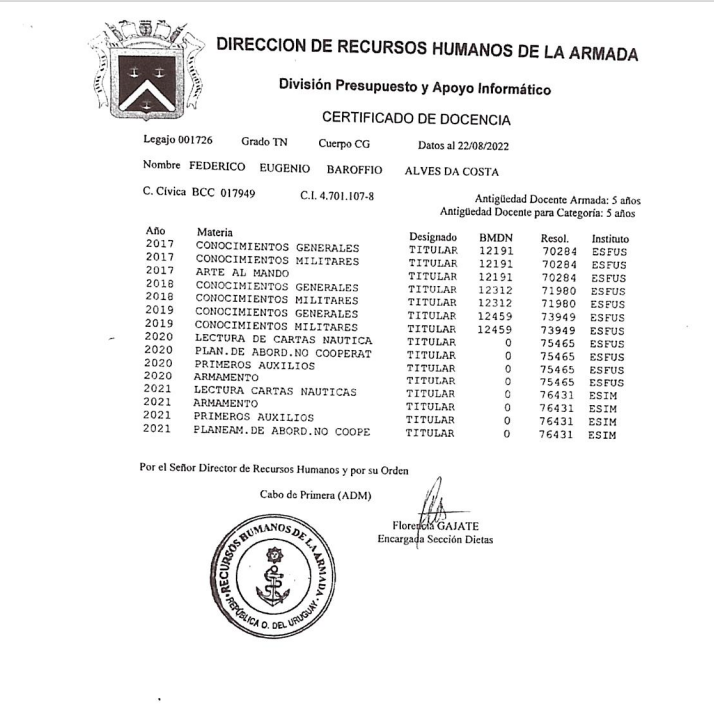 DIRECCION DE RECURSOS HUMANOS DE LA ARMADA
División Presupuesto y Apoyo Informático
CERTIFICADO DE DOCENCIA
Legajo 001726 Grado TN Cuerpo CG Datos al 22/08/2022
Nombre FEDERICO EUGENIO BAROFFIO ALVES DA COSTA
C. Cívica BCC 017949 C.I. 4.701.107-8 Antigüedad Docente Armada: 5 años
Antigüedad Docente para Categoría: 5 años
Año Materia Designado BMDN Resol. Instituto
2017 CONOCIMIENTOS GENERALES TITULAR 12191 70284 ESFUS
2017 CONOCIMIENTOS MILITARES TITULAR 12191 70284 ESFUS
2017 ARTE AL MANDO TITULAR 12191 70284 ESFUS
2018 CONOCIMIENTOS GENERALES TITULAR 12312 71980 ESFUS
2018 CONOCIMIENTOS MILITARES TITULAR 12312 71980 ESFUS
2019 CONOCIMIENTOS GENERALES TITULAR 12459 73949 ESFUS
2019 CONOCIMIENTOS MILITARES TITULAR 12459 73949 ESFUS
2020 LECTURA DE CARTAS NAUTICA TITULAR 0 75465 ESFUS
2020 PLAN.DE ABORD.NO COOPERAT TITULAR 0 75465 ESFUS
2020 PRIMEROS AUXILIOS TITULAR 0 75465 ESFUS
2020 ARMAMENTO TITULAR 0 75465 ESFUS
2021 LECTURA CARTAS NAUTICAS TITULAR 0 76431 ESIM
2021 ARMAMENTO TITULAR 0 76431 ESIM
2021 PRIMEROS AUXILIOS TITULAR 0 76431 ESIM
2021 PLANEAM.DE ABORD.NO COOPE TITULAR 0 76431 ESIM
Por el Señor Director de Recursos Humanos y por su Orden
Cabo de Primera (ADM)
Florencia GAJATE
Encargada Sección Dietas
RECURSOS HUMANOS DE LA ARMADA
REPÚBLICA O. DEL URUGUAY